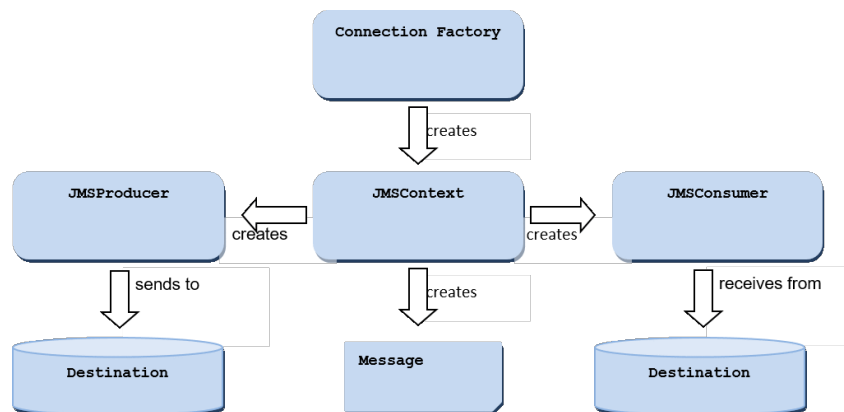 Connection Factory
creates
JMSProducer
JMSContext
JMSConsumer
creates
creates
sends to
creates
receives from
Destination
Message
Destination